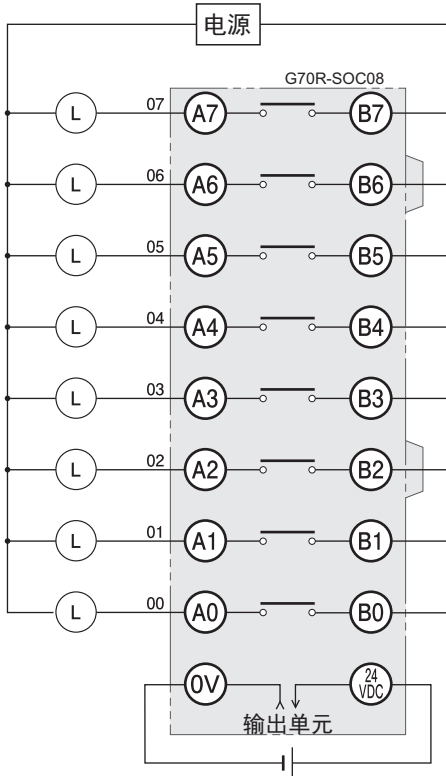 电源
G70R-SOC08
L 07 A7 B7
L 06 A6 B6
L 05 A5 B5
L 04 A4 B4
L 03 A3 B3
L 02 A2 B2
L 01 A1 B1
L 00 A0 B0
0V 24
VDC
输出单元